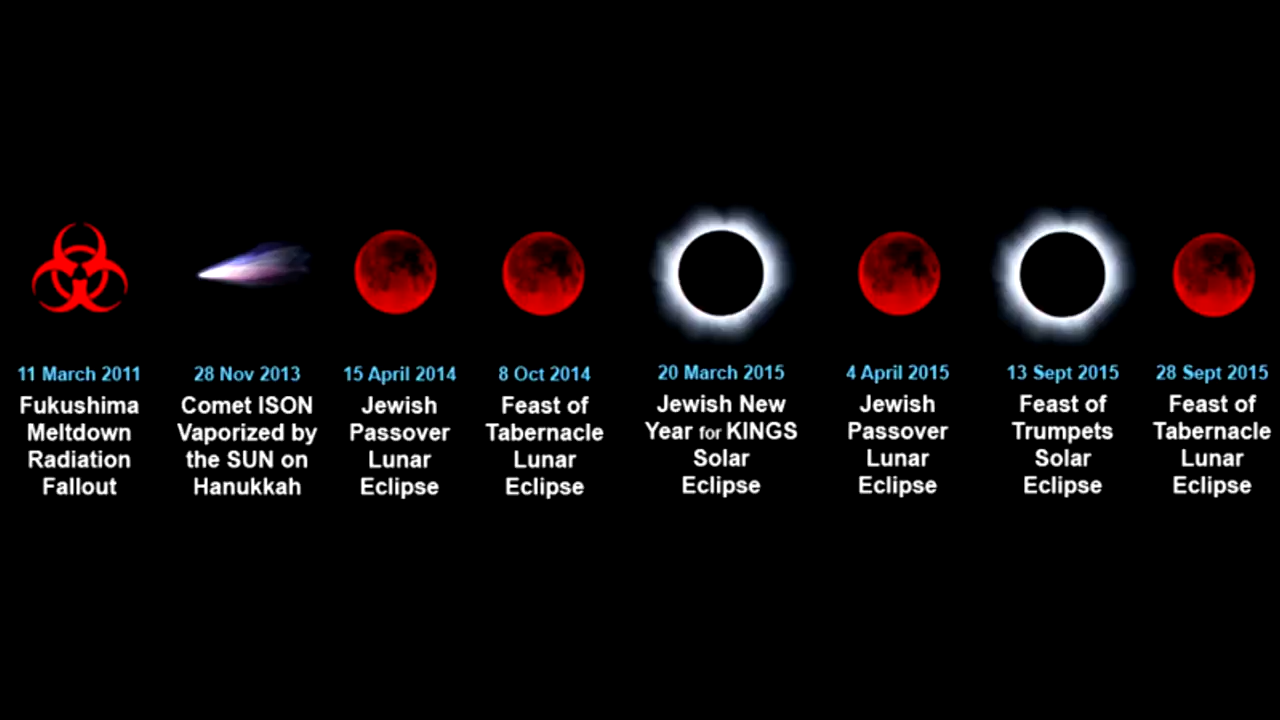 11 March 2011
Fukushima
Meltdown
Radiation
Fallout
28 Nov 2013
Comet ISON
Vaporized by
the SUN on
Hanukkah
15 April 2014
Jewish
Passover
Lunar
Eclipse
8 Oct 2014
Feast of
Tabernacle
Lunar
Eclipse
20 March 2015
Jewish New
Year for KINGS
Solar
Eclipse
4 April 2015
Jewish
Passover
Lunar
Eclipse
13 Sept 2015
Feast of
Trumpets
Solar
Eclipse
28 Sept 2015
Feast of
Tabernacle
Lunar
Eclipse